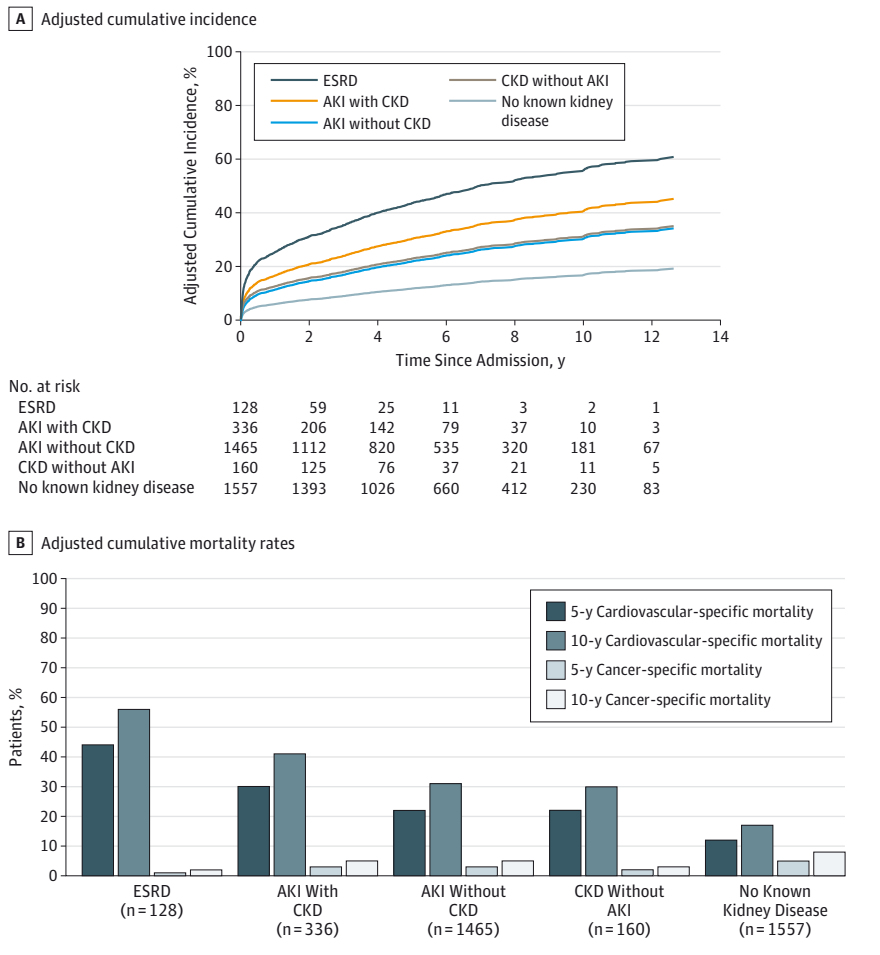 A Adjusted cumulative incidence
Adjusted Cumulative Incidence, %
100
80
60
40
20
0
ESRD
AKI with CKD
AKI without CKD
CKD without AKI
No known kidney
disease
0 2 4 6 8 10 12 14
Time Since Admission, y
No. at risk
ESRD 128 59 25 11 3 2 1
AKI with CKD 336 206 142 79 37 10 3
AKI without CKD 1465 1112 820 535 320 181 67
CKD without AKI 160 125 76 37 21 11 5
No known kidney disease 1557 1393 1026 660 412 230 83
B Adjusted cumulative mortality rates
Patients, %
100
90
80
70
60
50
40
30
20
10
0
5-y Cardiovascular-specific mortality
10-y Cardiovascular-specific mortality
5-y Cancer-specific mortality
10-y Cancer-specific mortality
ESRD
(n=128)
AKI With
CKD
(n=336)
AKI Without
CKD
(n=1465)
CKD Without
AKI
(n=160)
No Known
Kidney Disease
(n=1557)